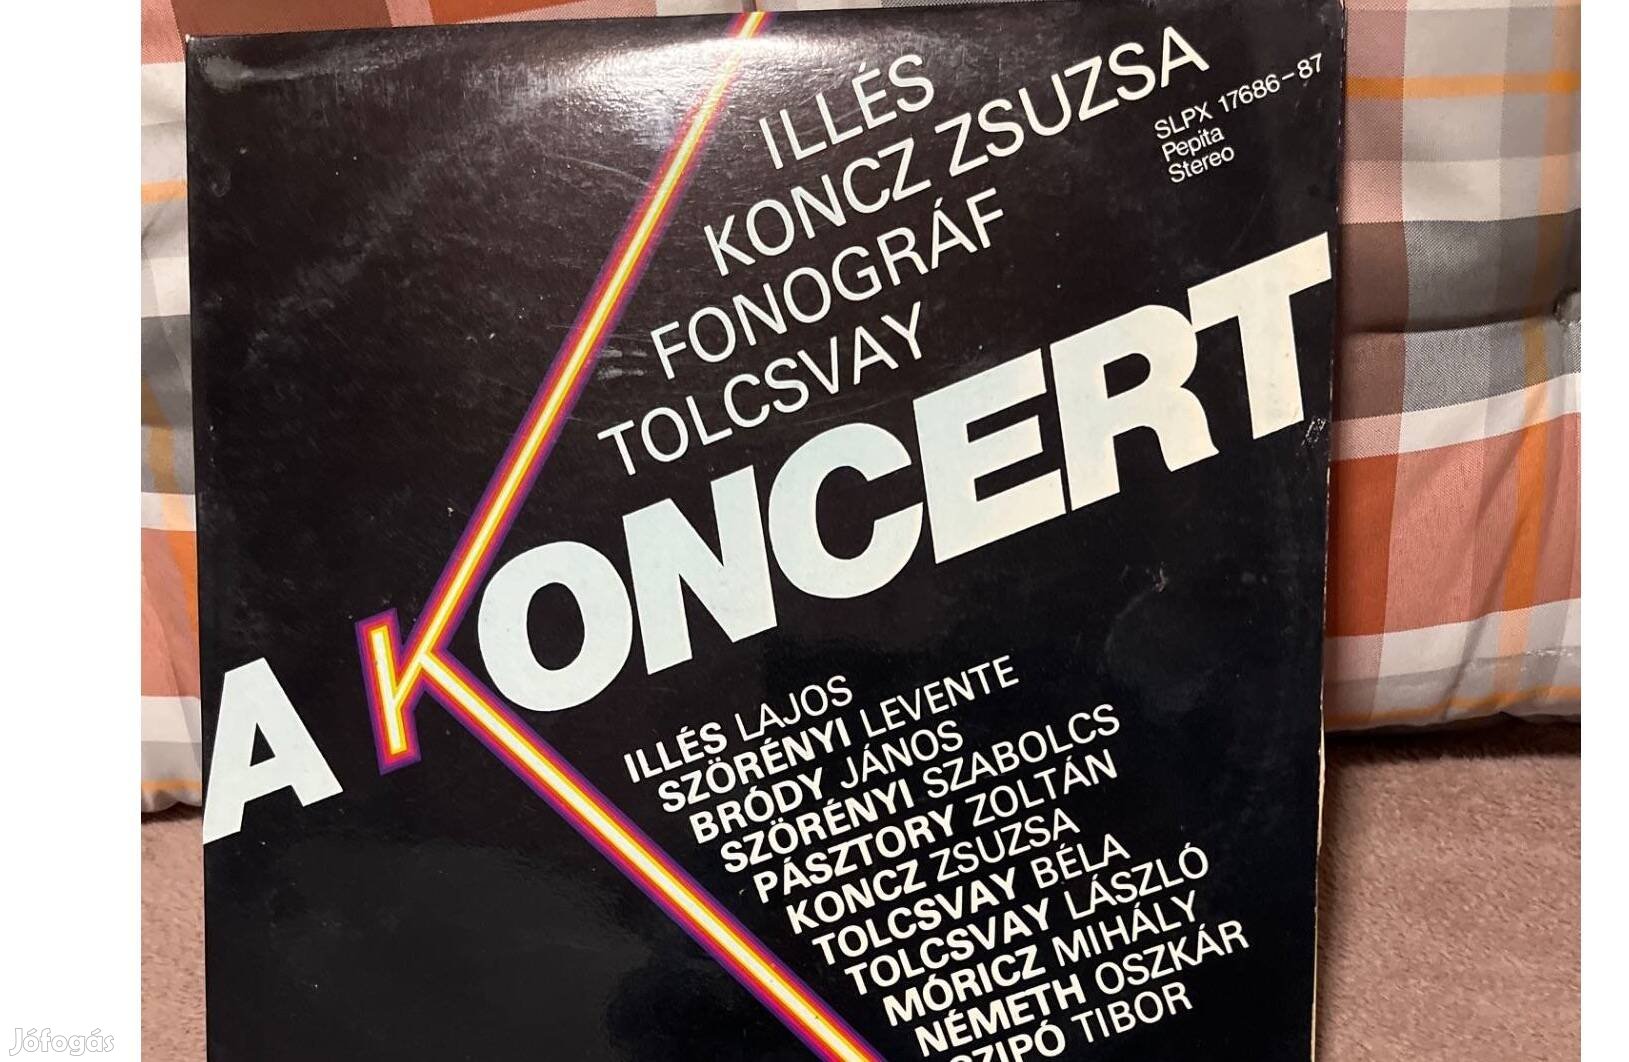 ILLÉS
KONCZ ZSUZSA
FONOGRÁF
TOLCSVAY
SLPX 17686-87
Pepita
Stereo
A KONCERT
ILLÉS LAJOS
SZÖRÉNYI LEVENTE
BRÓDY JÁNOS
SZÖRÉNYI SZABOLCS
PÁSZTORY ZOLTÁN
KONCZ ZSUZSA
TOLCSVAY BÉLA
TOLCSVAY LÁSZLÓ
MÓRICZ MIHÁLY
NÉMETH OSZKÁR
SZIPÓ TIBOR
Jófogás